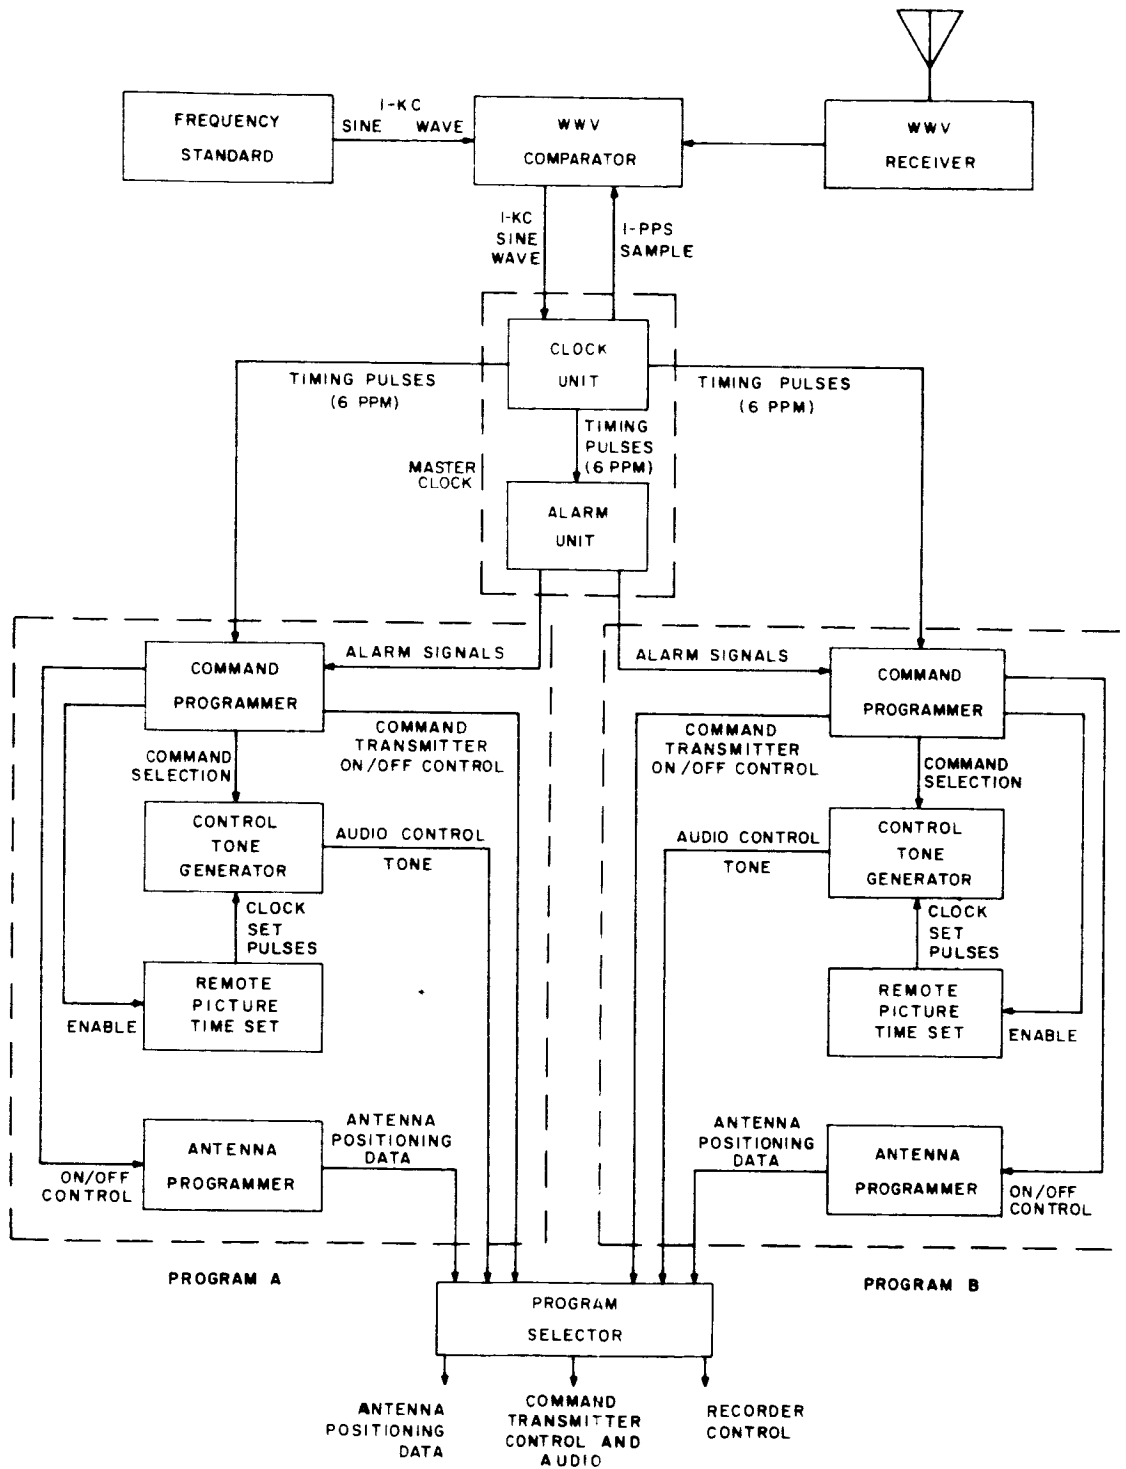 FREQUENCY
STANDARD
1-KC
SINE WAVE
WWV
COMPARATOR
WWV
RECEIVER
1-KC
SINE
WAVE
1-PPS
SAMPLE
CLOCK
UNIT
TIMING PULSES
(6 PPM)
TIMING PULSES
(6 PPM)
TIMING
PULSES
(6 PPM)
MASTER
CLOCK
ALARM
UNIT
COMMAND
PROGRAMMER
ALARM SIGNALS
COMMAND
TRANSMITTER
ON/OFF CONTROL
COMMAND
SELECTION
CONTROL
TONE
GENERATOR
AUDIO CONTROL
TONE
CLOCK
SET
PULSES
REMOTE
PICTURE
TIME SET
ENABLE
ANTENNA
PROGRAMMER
ANTENNA
POSITIONING
DATA
ON/OFF
CONTROL
PROGRAM A
ALARM SIGNALS
COMMAND
PROGRAMMER
COMMAND
TRANSMITTER
ON/OFF CONTROL
COMMAND
SELECTION
AUDIO CONTROL
TONE
CONTROL
TONE
GENERATOR
CLOCK
SET
PULSES
REMOTE
PICTURE
TIME SET
ENABLE
ANTENNA
POSITIONING
DATA
ANTENNA
PROGRAMMER
ON/OFF
CONTROL
PROGRAM B
PROGRAM
SELECTOR
ANTENNA
POSITIONING
DATA
COMMAND
TRANSMITTER
CONTROL AND
AUDIO
RECORDER
CONTROL